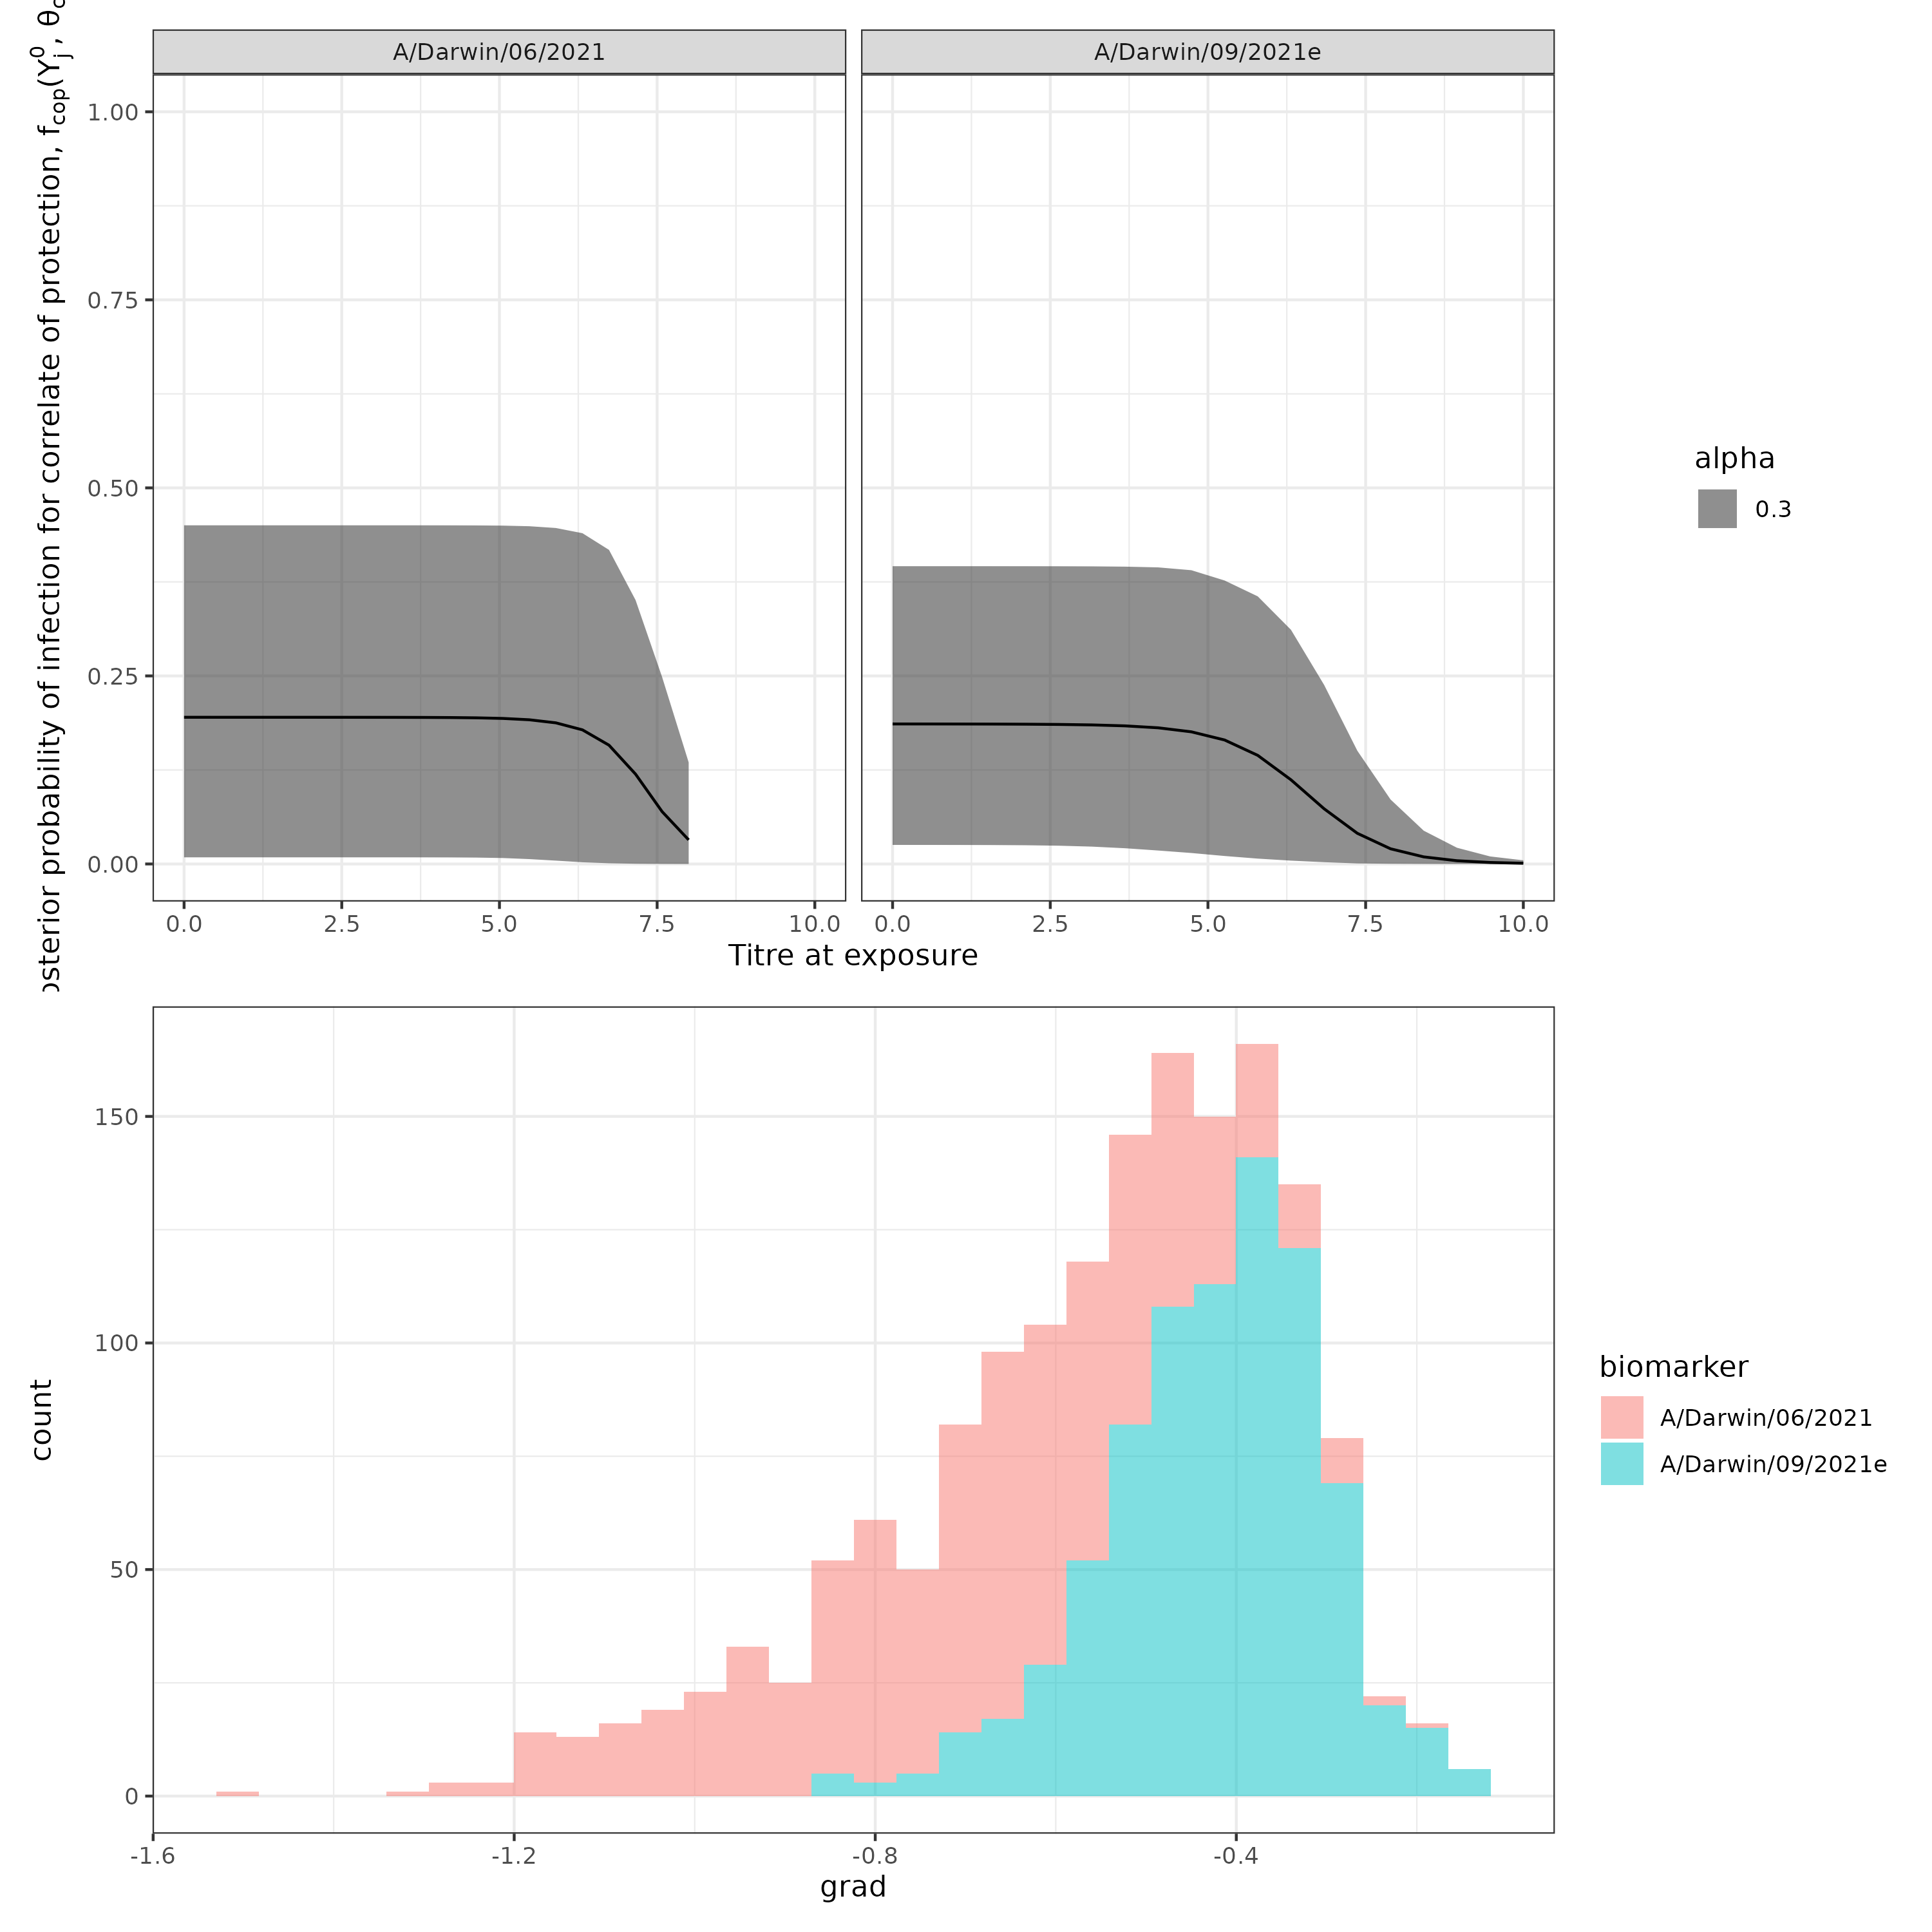 A/Darwin/06/2021
A/Darwin/09/2021e
of infection for correlate of protection, f_cop(Y_j^0, θ
probability
1.00
0.75
0.50
0.25
0.00
0.0 2.5 5.0 7.5 10.0
0.0 2.5 5.0 7.5 10.0
Titre at exposure
alpha
0.3
count
150
100
50
0
-1.6 -1.2 -0.8 -0.4
grad
biomarker
A/Darwin/06/2021
A/Darwin/09/2021e